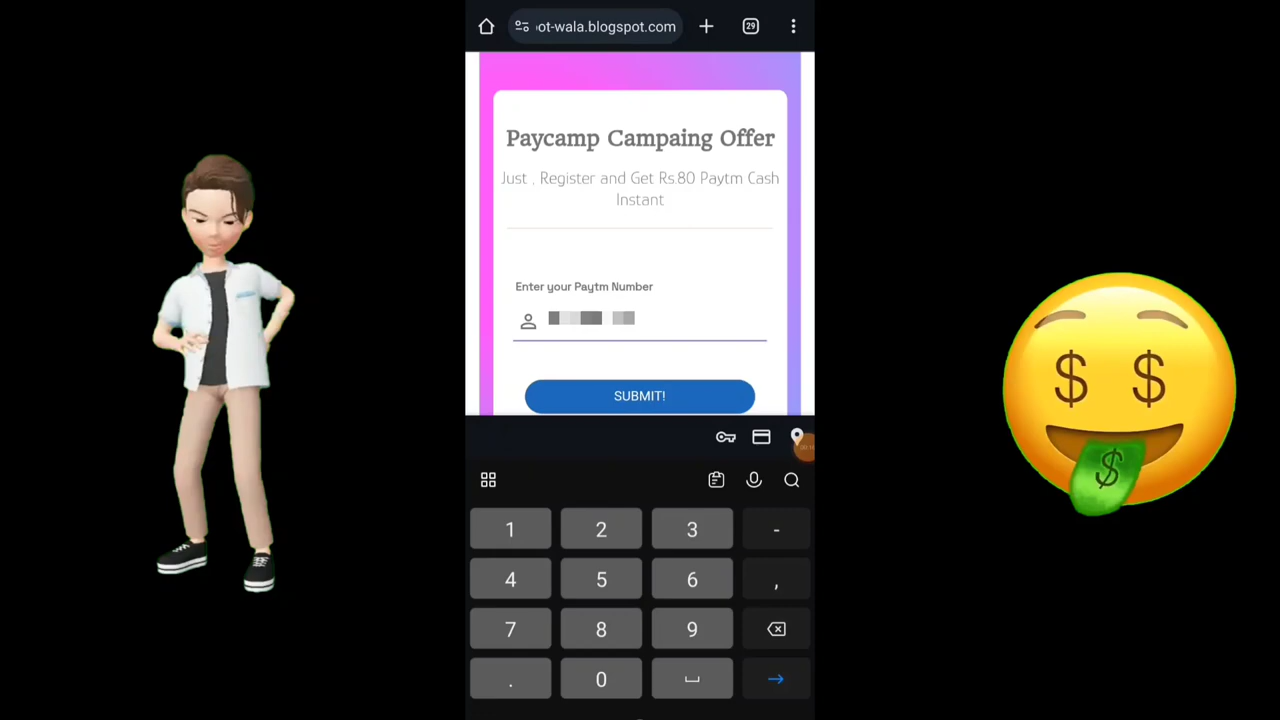 ot-wala.blogspot.com
29
Paycamp Campaing Offer
Just , Register and Get Rs.80 Paytm Cash
Instant
Enter your Paytm Number
SUBMIT!
1 2 3 -
4 5 6 ,
7 8 9
. 0
$ $
$